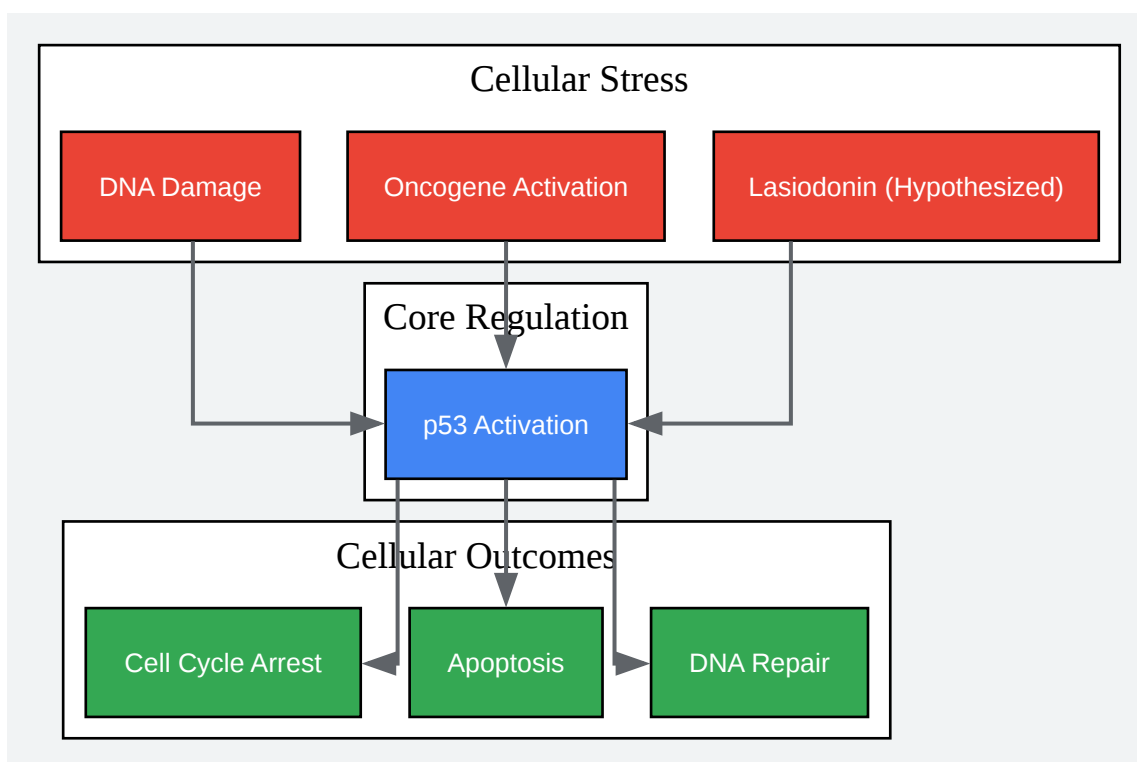 Cellular Stress
DNA Damage
Oncogene Activation
Lasiodonin (Hypothesized)
Core Regulation
p53 Activation
Cellular Outcomes
Cell Cycle Arrest
Apoptosis
DNA Repair